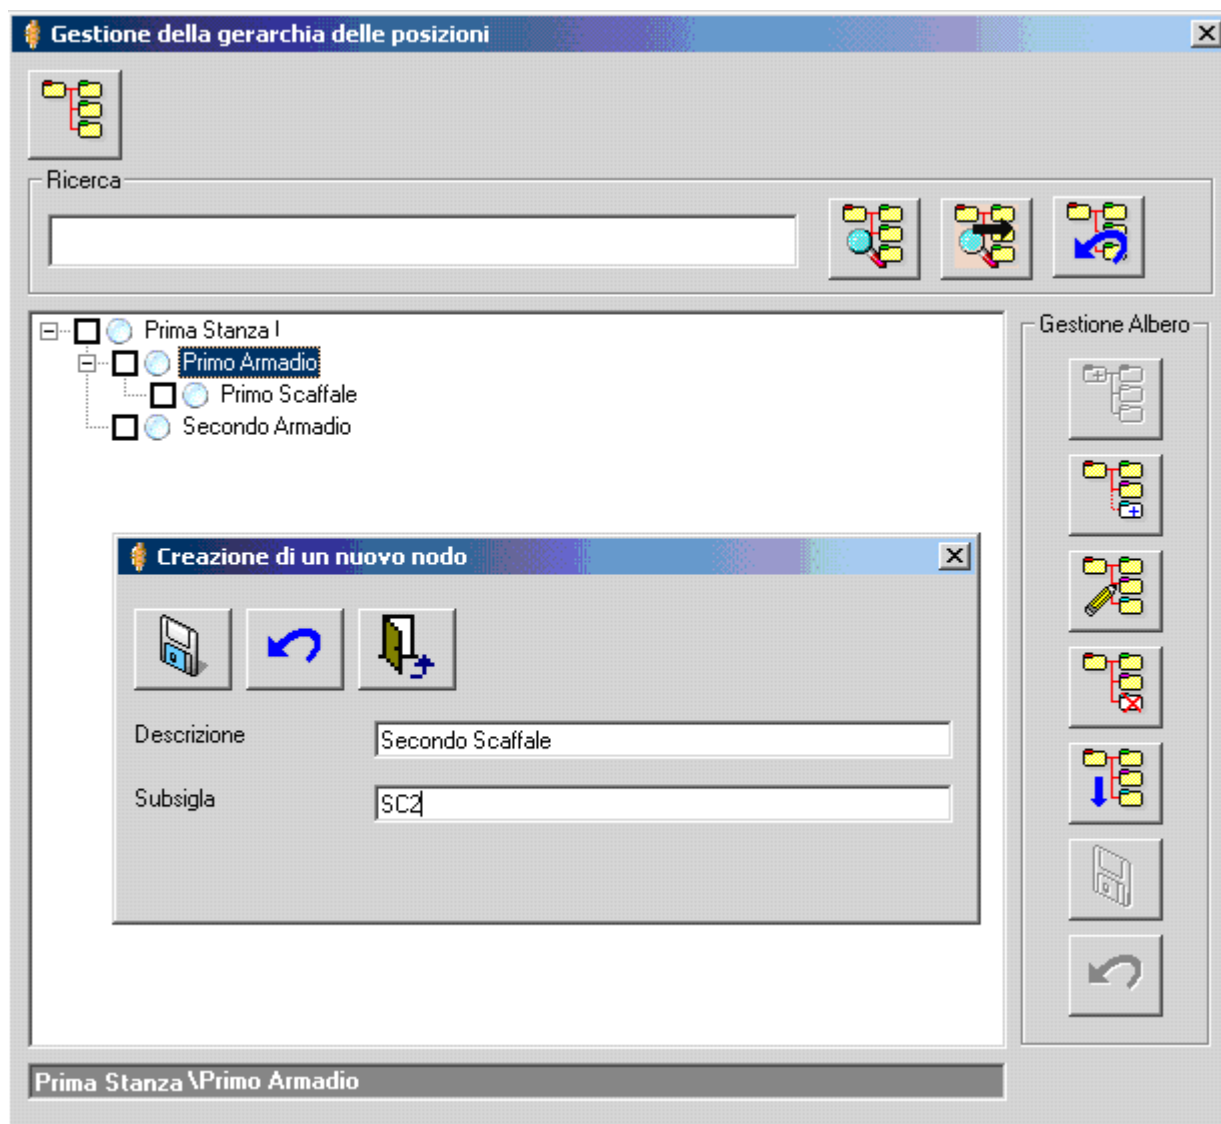 Gestione della gerarchia delle posizioni
Ricerca
Gestione Albero
Prima Stanza I
Primo Armadio
Primo Scaffale
Secondo Armadio
Creazione di un nuovo nodo
Descrizione Secondo Scaffale
Subsigla SC2
Prima Stanza \Primo Armadio